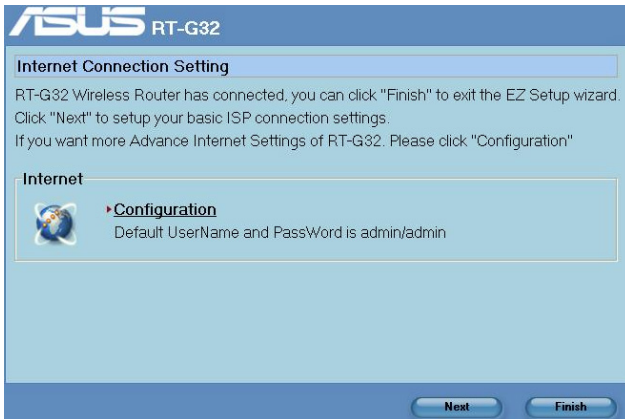 ASUS RT-G32
Internet Connection Setting
RT-G32 Wireless Router has connected, you can click "Finish" to exit the EZ Setup wizard.
Click "Next" to setup your basic ISP connection settings.
If you want more Advance Internet Settings of RT-G32. Please click "Configuration"
Internet
Configuration
Default UserName and PassWord is admin/admin
Next Finish